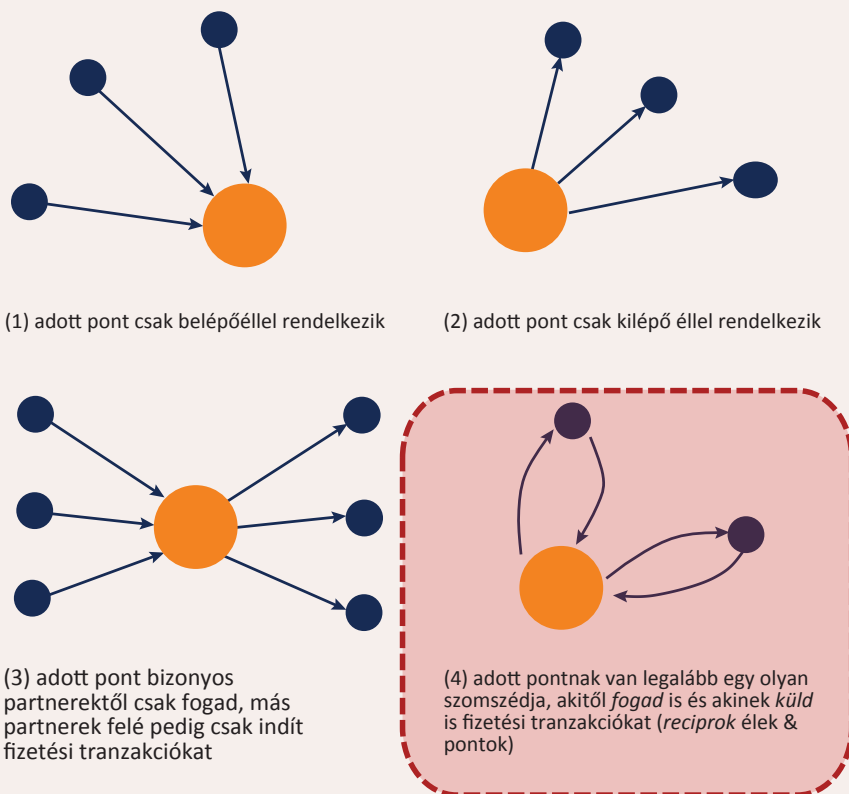 (1) adott pont csak belépőéllel rendelkezik
(2) adott pont csak kilépő éllel rendelkezik
(3) adott pont bizonyos
partnerektől csak fogad, más
partnerek felé pedig csak indít
fizetési tranzakciókat
(4) adott pontnak van legalább egy olyan
szomszédja, akitől fogad is és akinek küld
is fizetési tranzakciókat (reciprok élek &
pontok)